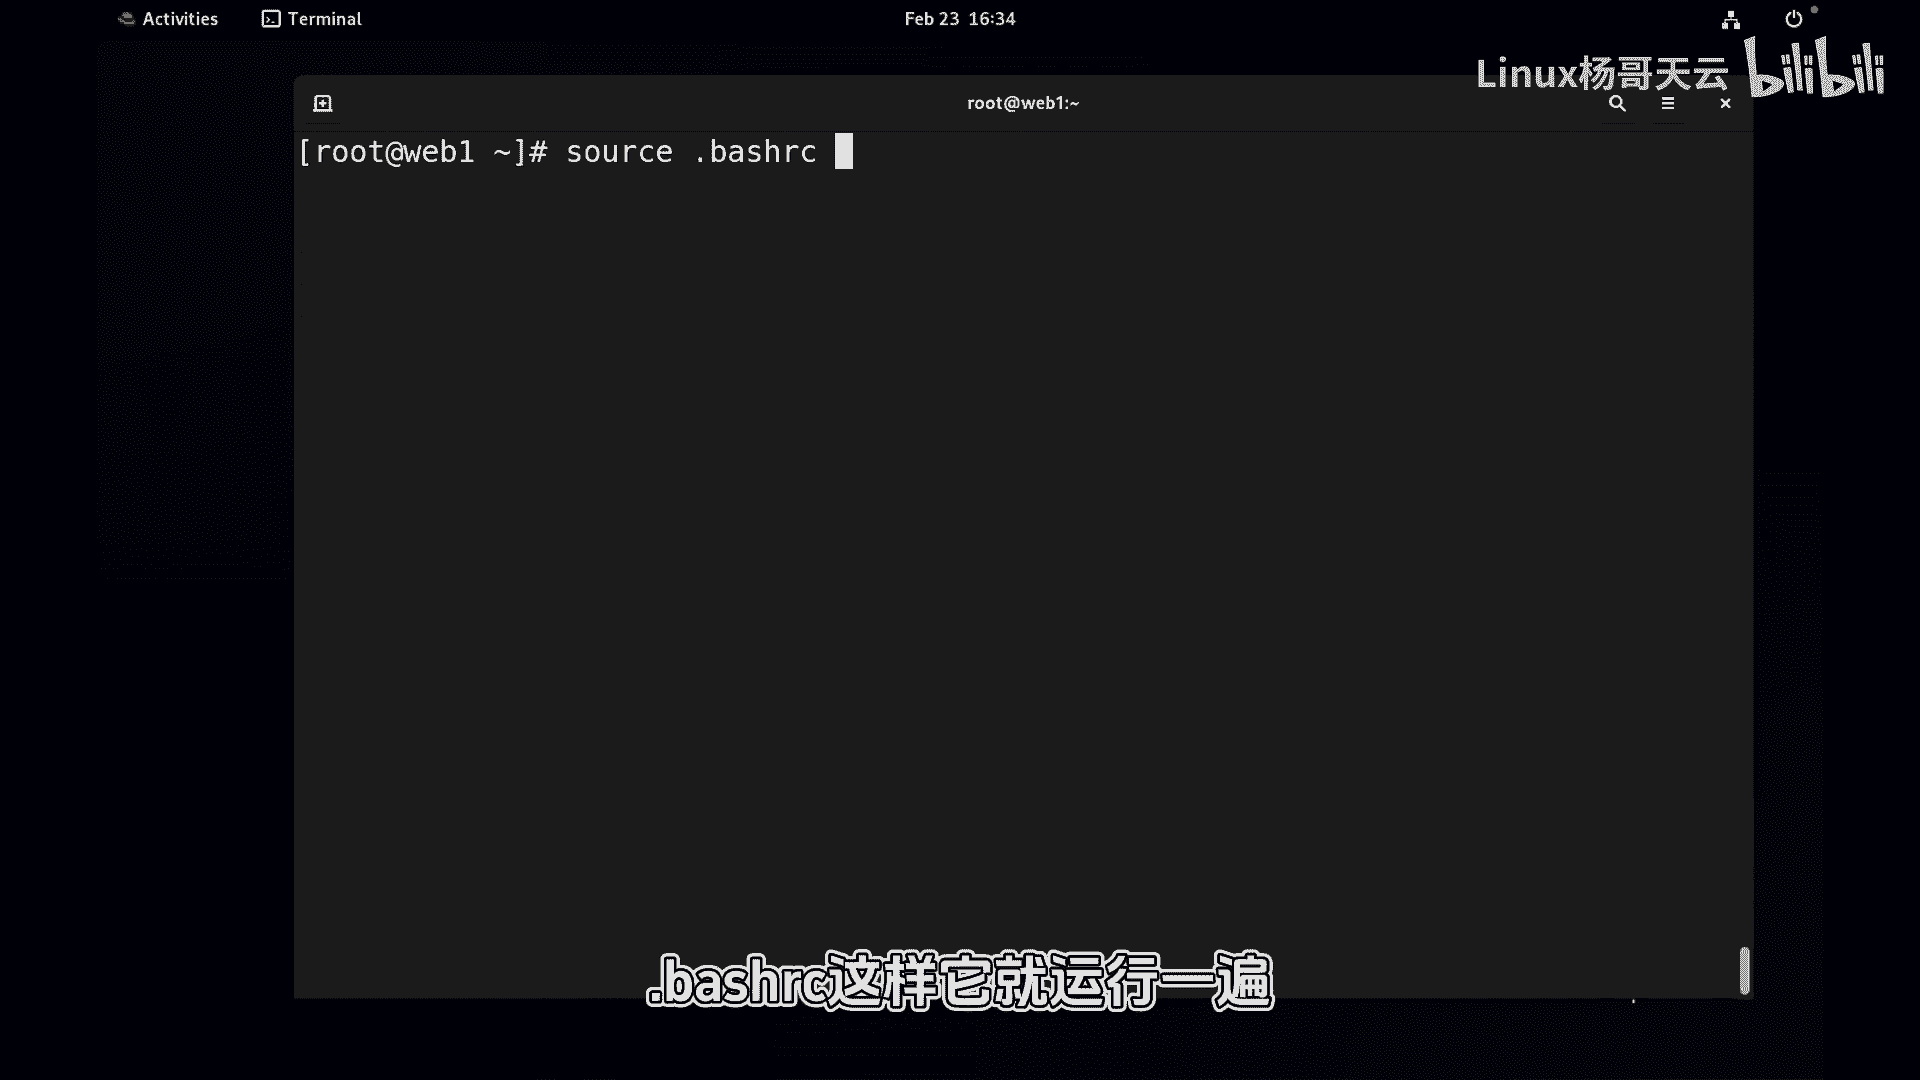 Activities Terminal Feb 23 16:34
Linux杨哥天云 bilibili
root@web1:~
[root@web1 ~]# source .bashrc
.bashrc这样它就运行一遍